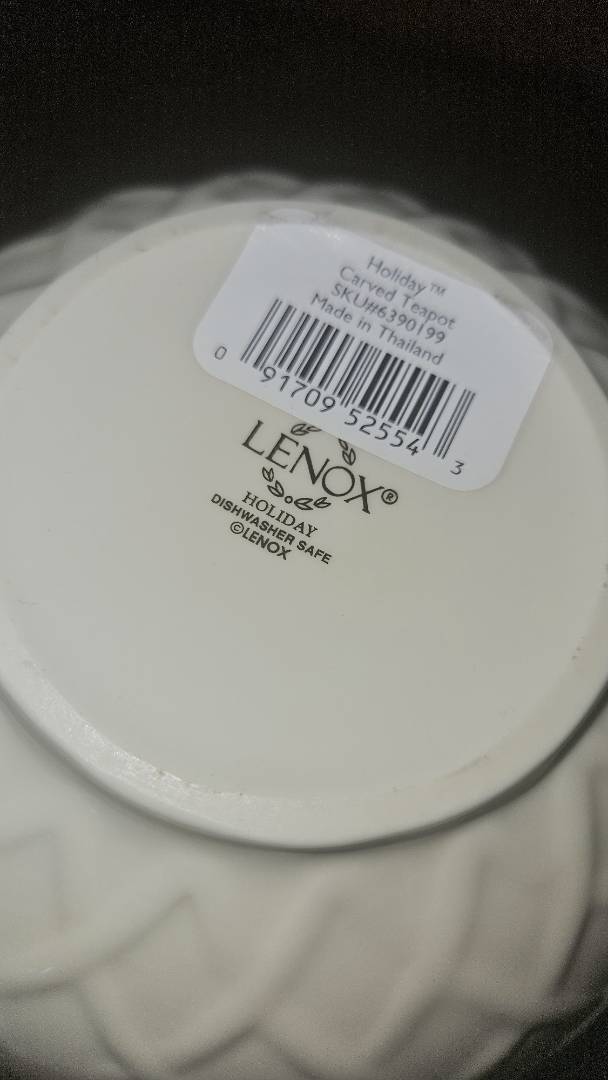 Holiday™
Carved Teapot
SKU#6390199
Made in Thailand
0 91709 52554 3
LENOX®
HOLIDAY
DISHWASHER SAFE
©LENOX